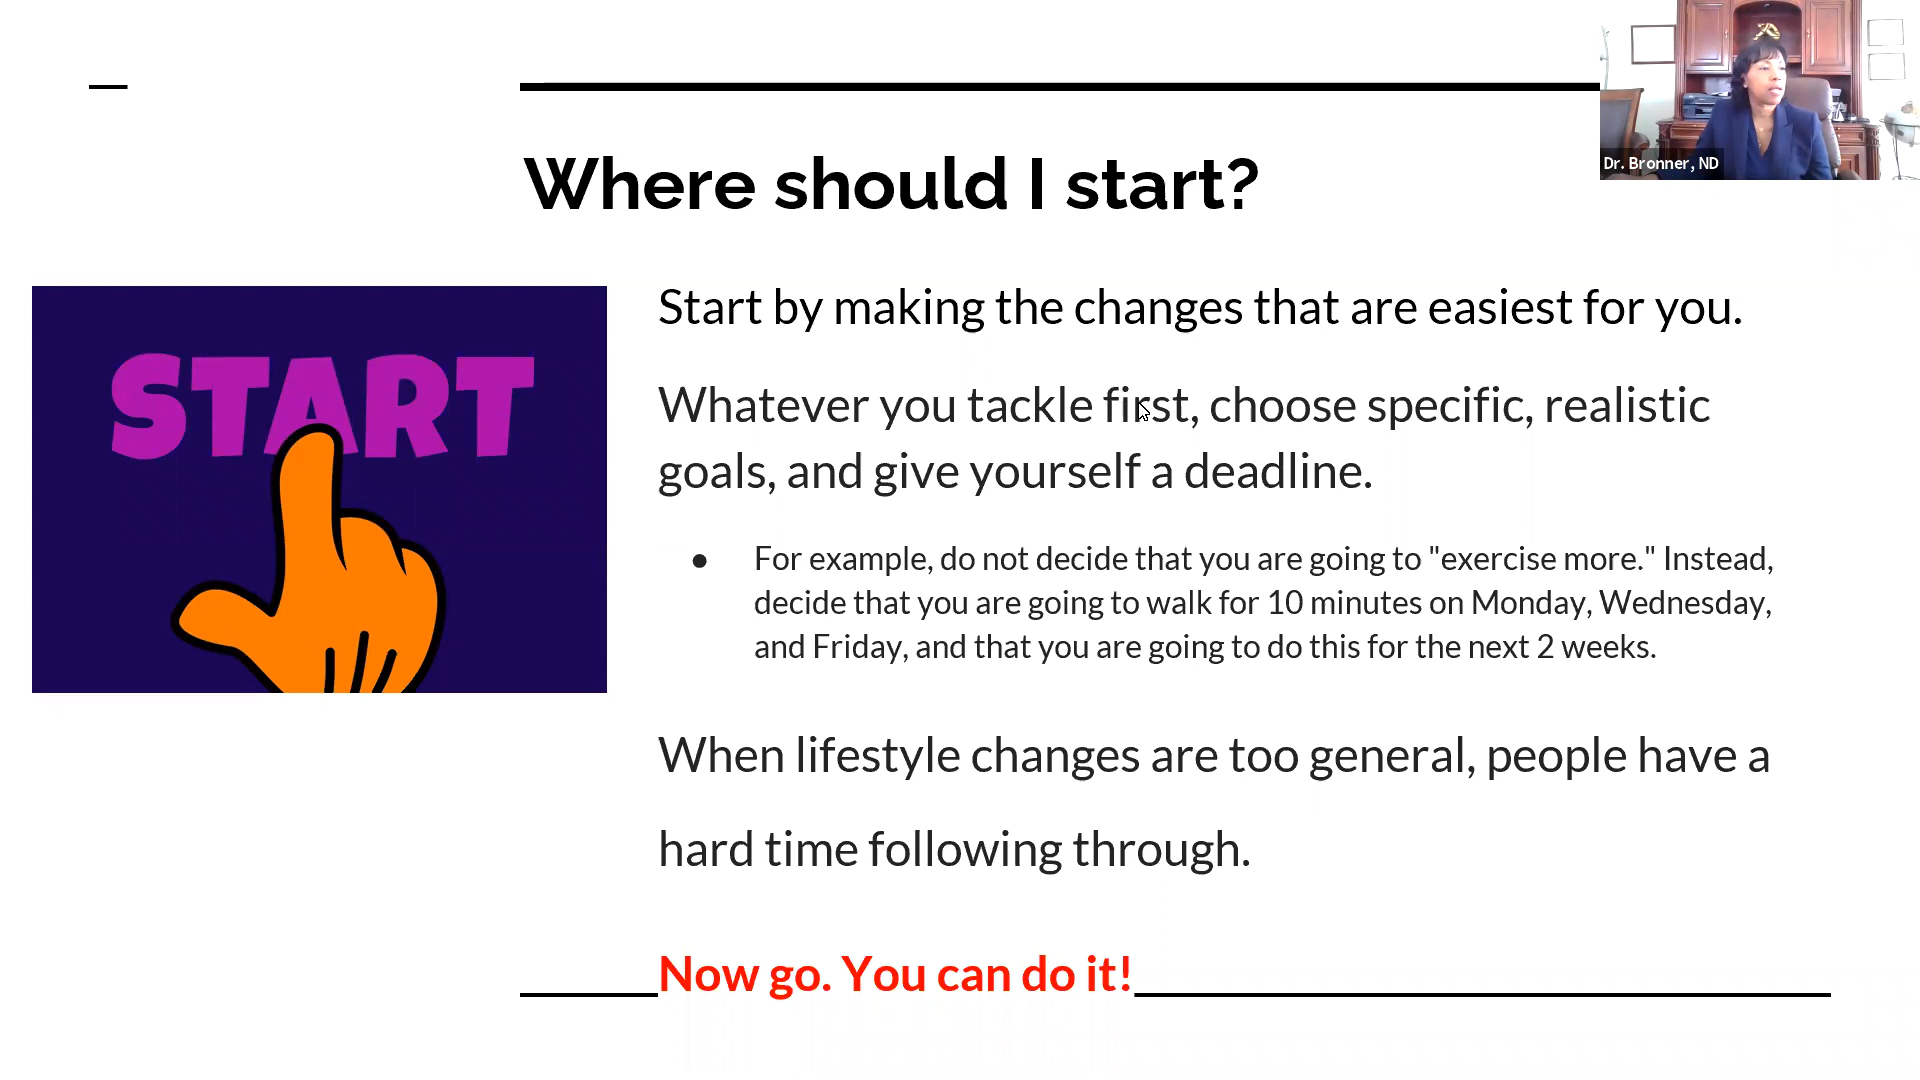 Dr. Bronner, ND
Where should I start?
START
Start by making the changes that are easiest for you.
Whatever you tackle first, choose specific, realistic
goals, and give yourself a deadline.
● For example, do not decide that you are going to "exercise more." Instead,
decide that you are going to walk for 10 minutes on Monday, Wednesday,
and Friday, and that you are going to do this for the next 2 weeks.
When lifestyle changes are too general, people have a
hard time following through.
Now go. You can do it!